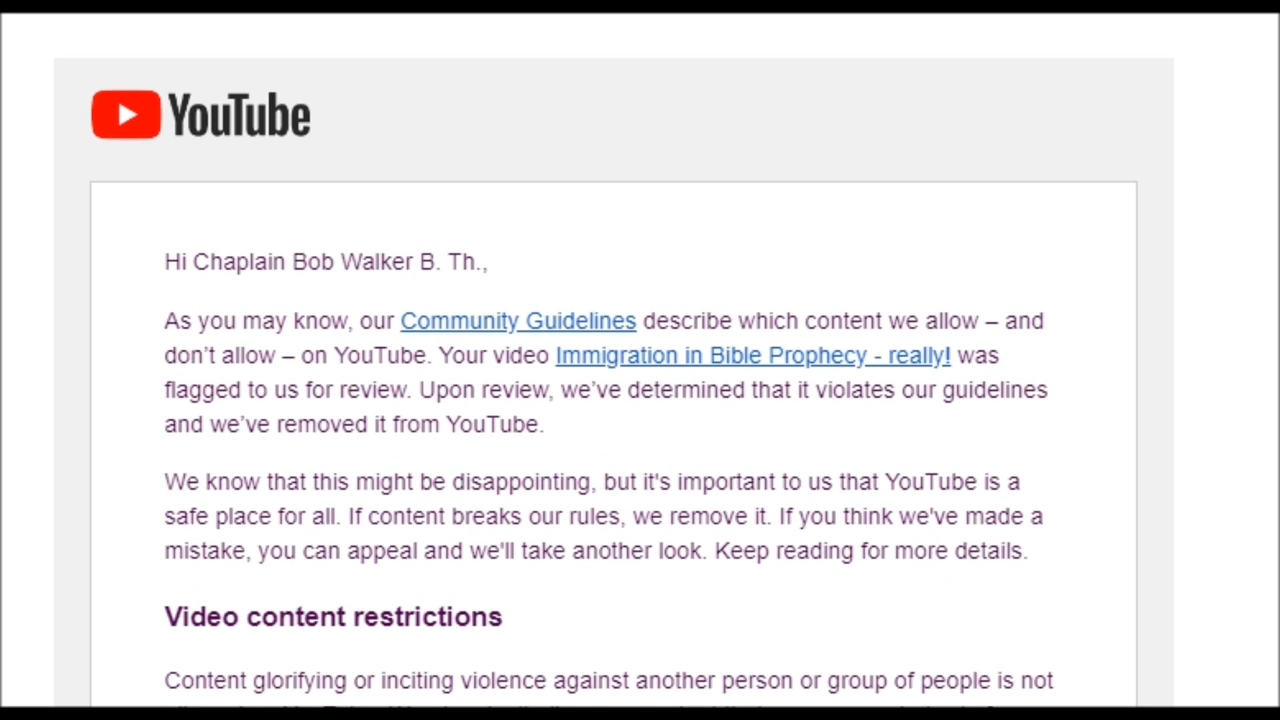 YouTube
Hi Chaplain Bob Walker B. Th.,
As you may know, our Community Guidelines describe which content we allow – and
don’t allow – on YouTube. Your video Immigration in Bible Prophecy - really! was
flagged to us for review. Upon review, we’ve determined that it violates our guidelines
and we’ve removed it from YouTube.
We know that this might be disappointing, but it's important to us that YouTube is a
safe place for all. If content breaks our rules, we remove it. If you think we've made a
mistake, you can appeal and we'll take another look. Keep reading for more details.
Video content restrictions
Content glorifying or inciting violence against another person or group of people is not